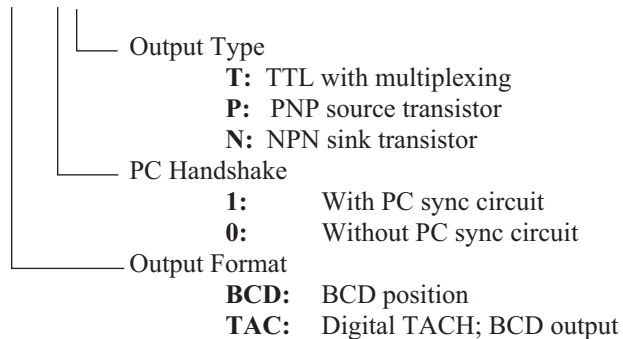 Output Type
T: TTL with multiplexing
P: PNP source transistor
N: NPN sink transistor
PC Handshake
1: With PC sync circuit
0: Without PC sync circuit
Output Format
BCD: BCD position
TAC: Digital TACH; BCD output